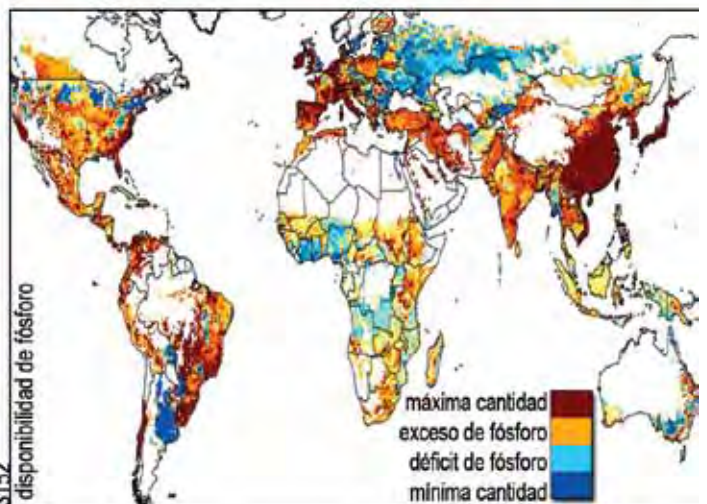 disponibilidad de fósforo
máxima cantidad
exceso de fósforo
déficit de fósforo
mínima cantidad